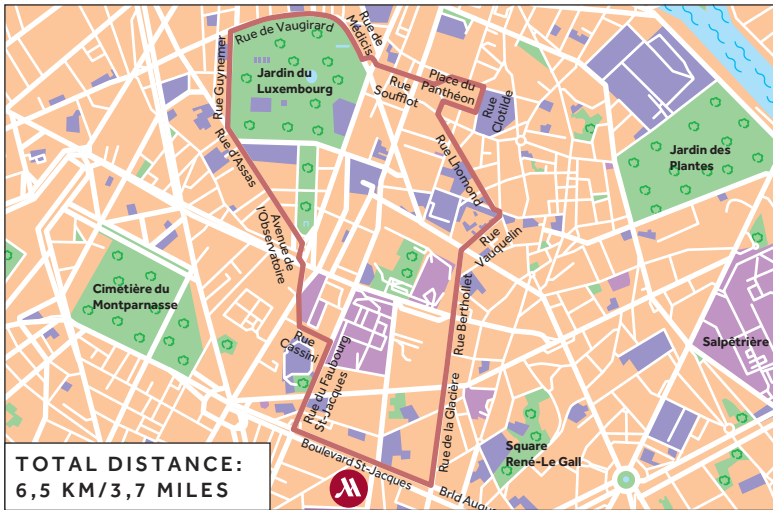 Rue de Vaugirard
Rue de
Médicis
Rue Guynemer
Jardin du
Luxembourg
Rue
Soufflot
Place du
Panthéon
Rue
Clotilde
Rue d'Assas
Rue Lhomond
Jardin des
Plantes
Avenue de
l'Observatoire
Rue
Vauquelin
Cimetière du
Montparnasse
Rue Berthollet
Rue
Cassini
Salpêtrière
Rue du Faubourg
St-Jacques
Rue de la Glacière
Boulevard St-Jacques
Square
René-Le Gall
Brld Augu
TOTAL DISTANCE:
6,5 KM/3,7 MILES